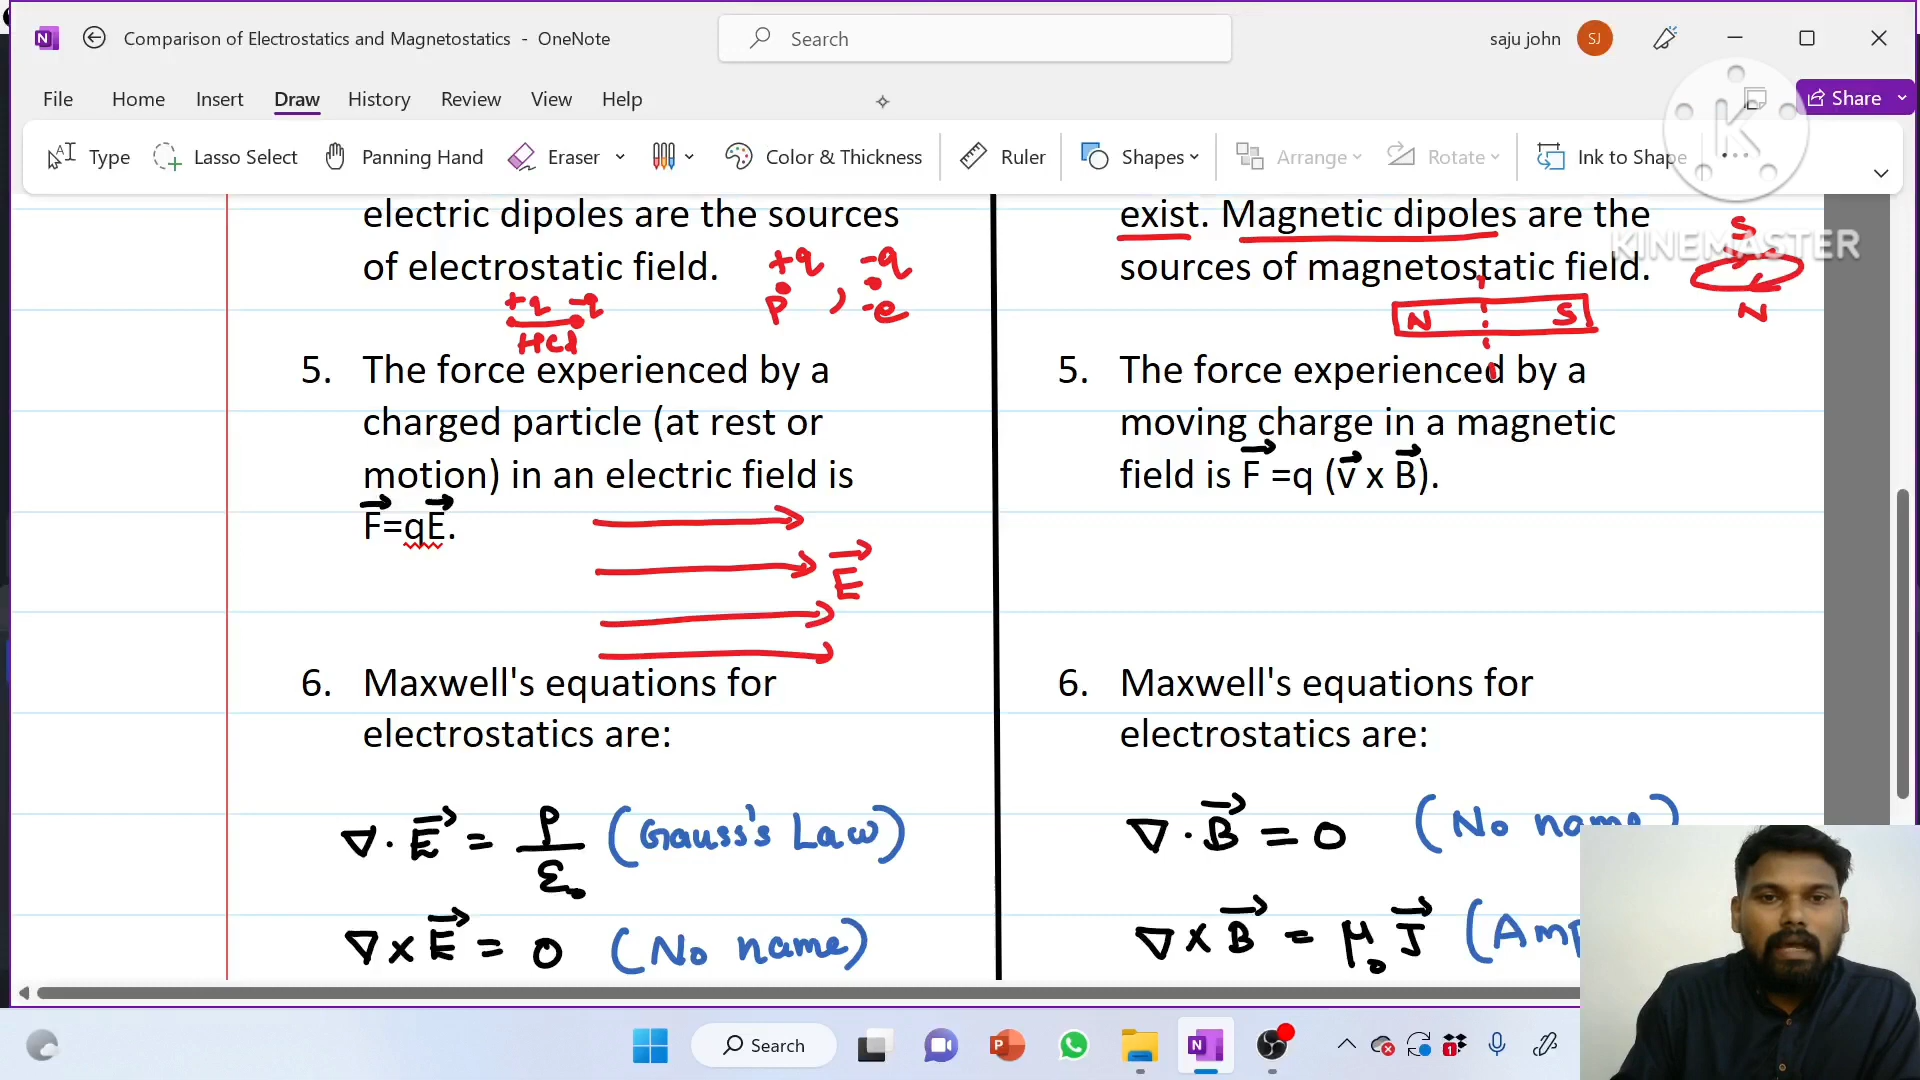 Comparison of Electrostatics and Magnetostatics - OneNote
Search
saju john
SJ
File Home Insert Draw History Review View Help
Share
Type Lasso Select Panning Hand Eraser Color & Thickness Ruler Shapes Arrange Rotate Ink to Shape
K
KINEMASTER
electric dipoles are the sources
of electrostatic field.
+q -q
p , -e
+q -q
HCl
5. The force experienced by a
charged particle (at rest or
motion) in an electric field is
F⃗=qE⃗.
E⃗
6. Maxwell's equations for
electrostatics are:
∇·E⃗ = ρ/ε₀ (Gauss's Law)
∇×E⃗ = 0 (No name)
exist. Magnetic dipoles are the
sources of magnetostatic field.
S
N
N S
5. The force experienced by a
moving charge in a magnetic
field is F⃗ =q (v⃗ x B⃗).
6. Maxwell's equations for
electrostatics are:
∇·B⃗ = 0 (No name)
∇×B⃗ = μ₀J⃗ (Amp
Search